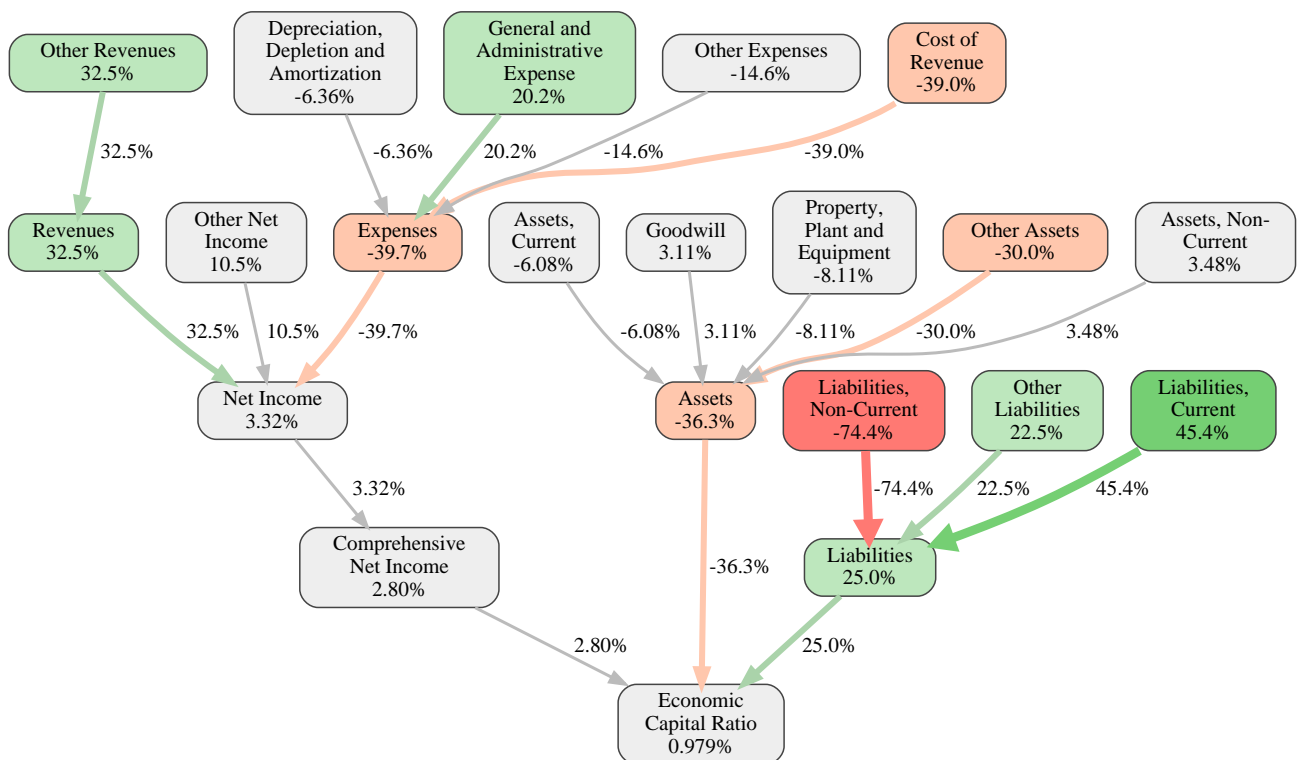 Other Revenues
32.5%
Depreciation,
Depletion and
Amortization
-6.36%
General and
Administrative
Expense
20.2%
Other Expenses
-14.6%
Cost of
Revenue
-39.0%
32.5%
-6.36%
20.2%
-14.6%
-39.0%
Revenues
32.5%
Other Net
Income
10.5%
Expenses
-39.7%
Assets,
Current
-6.08%
Goodwill
3.11%
Property,
Plant and
Equipment
-8.11%
Other Assets
-30.0%
Assets, Non-
Current
3.48%
32.5%
10.5%
-39.7%
-6.08%
3.11%
-8.11%
-30.0%
3.48%
Net Income
3.32%
Assets
-36.3%
Liabilities,
Non-Current
-74.4%
Other
Liabilities
22.5%
Liabilities,
Current
45.4%
3.32%
-74.4%
22.5%
45.4%
Comprehensive
Net Income
2.80%
-36.3%
Liabilities
25.0%
2.80%
25.0%
Economic
Capital Ratio
0.979%